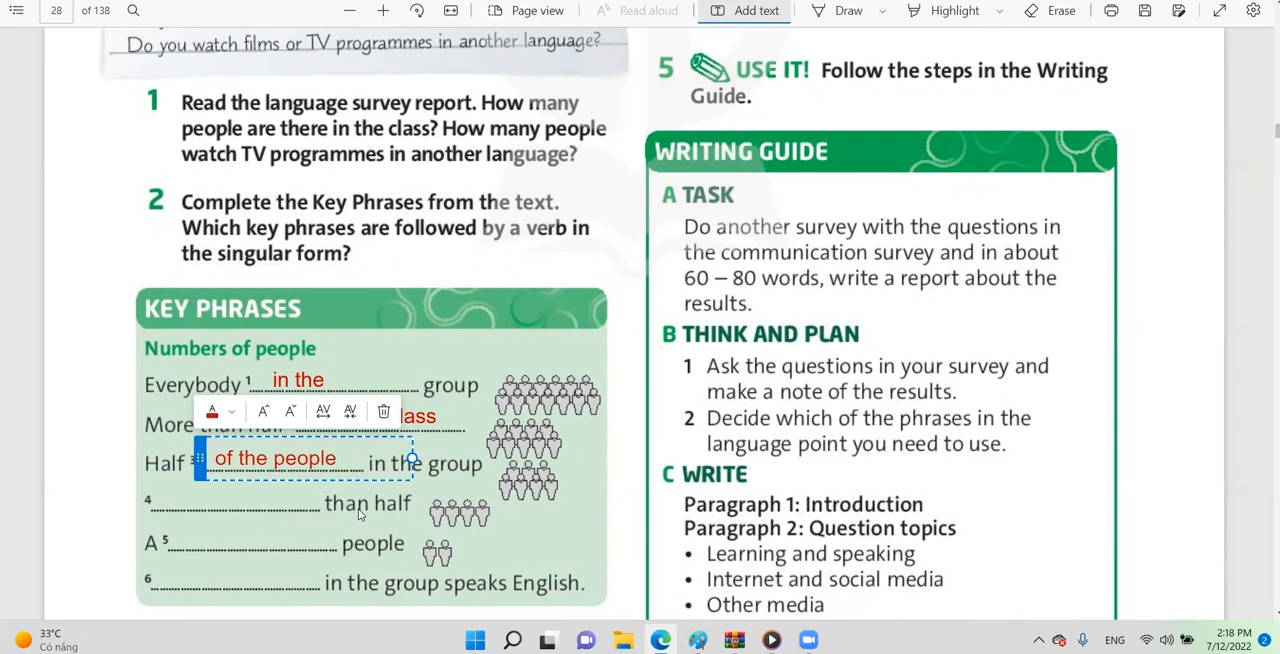 28 of 138 Page view Read aloud Add text Draw Highlight Erase
Do you watch films or TV programmes in another language?
1 Read the language survey report. How many
people are there in the class? How many people
watch TV programmes in another language?
2 Complete the Key Phrases from the text.
Which key phrases are followed by a verb in
the singular form?
KEY PHRASES
Numbers of people
Everybody 1 in the group
More than half lass
Half 3 of the people in the group
4 than half
A 5 people
6 in the group speaks English.
5 USE IT! Follow the steps in the Writing
Guide.
WRITING GUIDE
A TASK
Do another survey with the questions in
the communication survey and in about
60 – 80 words, write a report about the
results.
B THINK AND PLAN
1 Ask the questions in your survey and
make a note of the results.
2 Decide which of the phrases in the
language point you need to use.
C WRITE
Paragraph 1: Introduction
Paragraph 2: Question topics
• Learning and speaking
• Internet and social media
• Other media
33°C
Có nắng
ENG
2:18 PM
7/12/2022
2